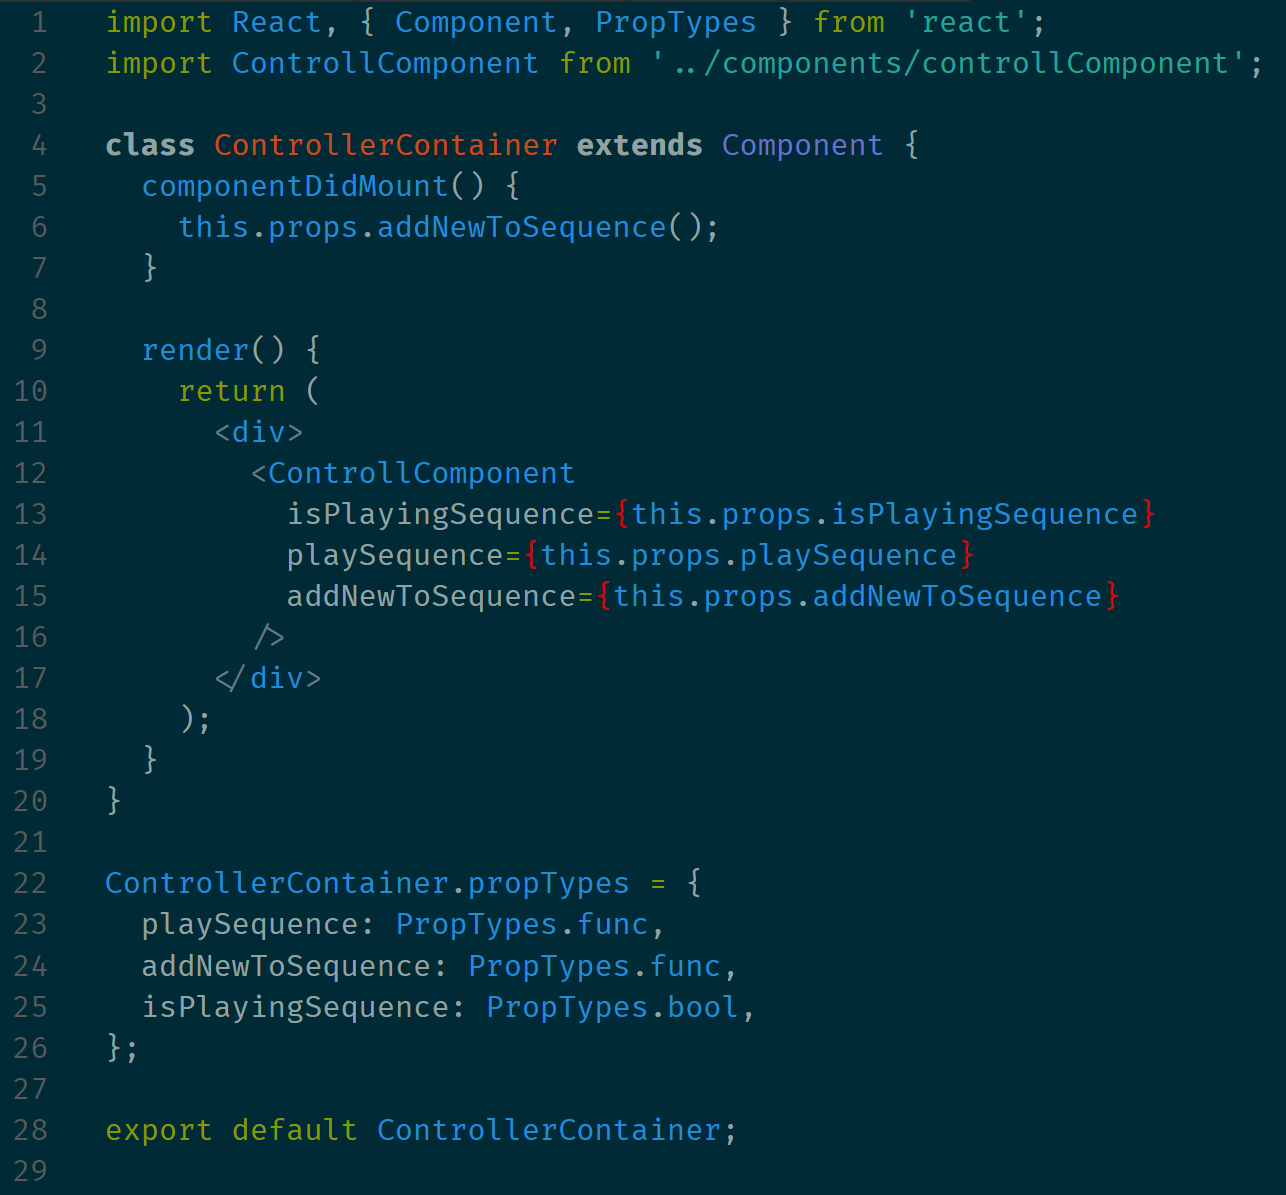 1 import React, { Component, PropTypes } from 'react';
2 import ControllComponent from '../components/controllComponent';
3
4 class ControllerContainer extends Component {
5   componentDidMount() {
6     this.props.addNewToSequence();
7   }
8
9   render() {
10     return (
11       <div>
12         <ControllComponent
13           isPlayingSequence={this.props.isPlayingSequence}
14           playSequence={this.props.playSequence}
15           addNewToSequence={this.props.addNewToSequence}
16         />
17       </div>
18     );
19   }
20 }
21
22 ControllerContainer.propTypes = {
23   playSequence: PropTypes.func,
24   addNewToSequence: PropTypes.func,
25   isPlayingSequence: PropTypes.bool,
26 };
27
28 export default ControllerContainer;
29